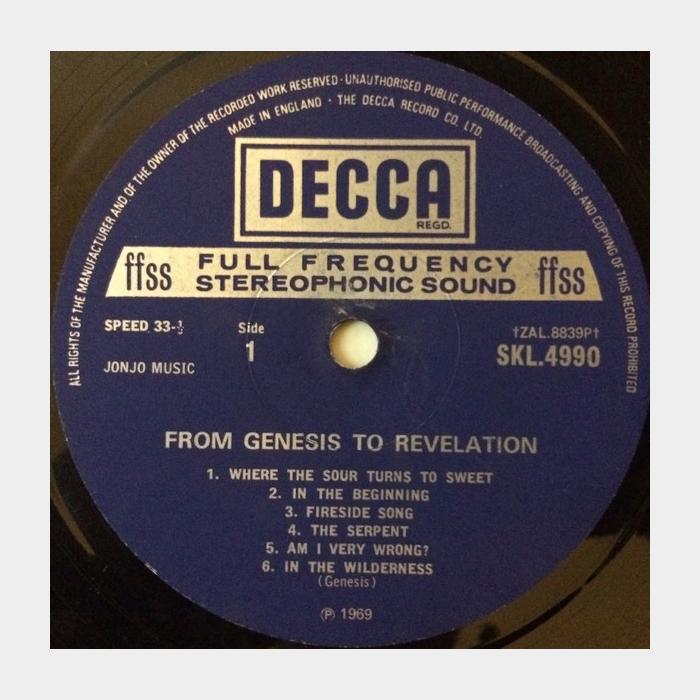 ALL RIGHTS OF THE MANUFACTURER AND OF THE OWNER OF THE RECORDED WORK RESERVED · UNAUTHORISED PUBLIC PERFORMANCE BROADCASTING AND COPYING OF THIS RECORD PROHIBITED
MADE IN ENGLAND · THE DECCA RECORD CO. LTD.
DECCA
REGD.
ffss FULL FREQUENCY STEREOPHONIC SOUND ffss
SPEED 33-⅓ Side †ZAL.8839P†
1 SKL.4990
JONJO MUSIC
FROM GENESIS TO REVELATION
1. WHERE THE SOUR TURNS TO SWEET
2. IN THE BEGINNING
3. FIRESIDE SONG
4. THE SERPENT
5. AM I VERY WRONG?
6. IN THE WILDERNESS
(Genesis)
℗ 1969